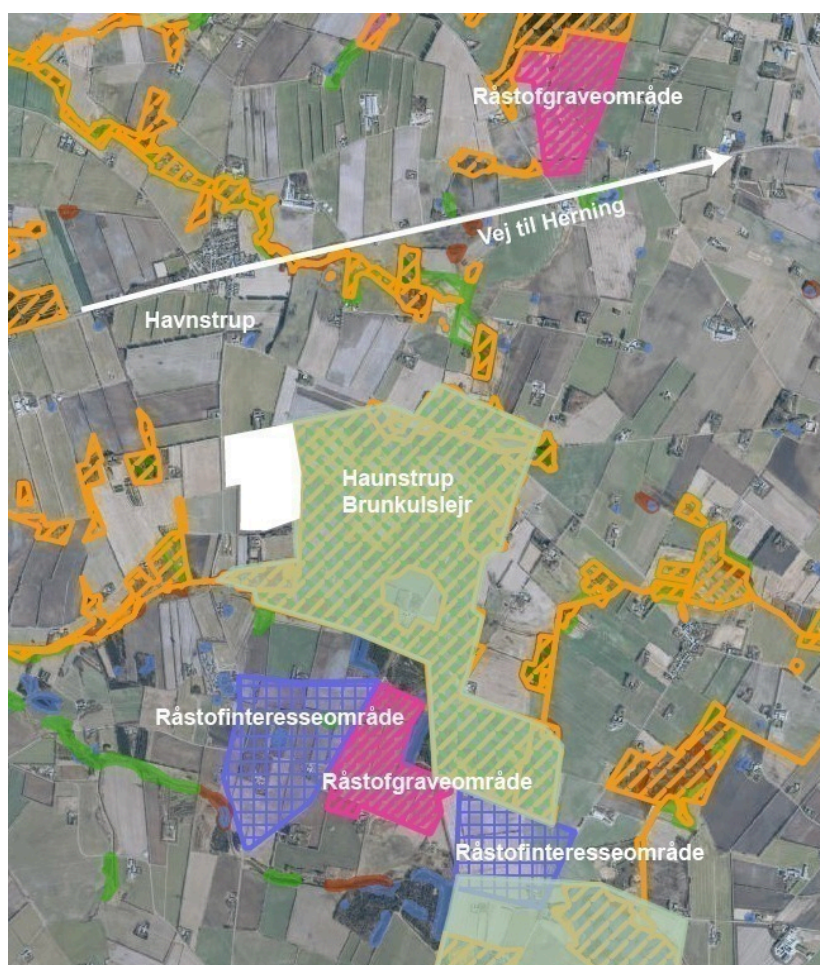 Råstofgraveområde
Vej til Herning
Havnstrup
Haunstrup
Brunkulslejr
Råstofinteresseområde
Råstofgraveområde
Råstofinteresseområde